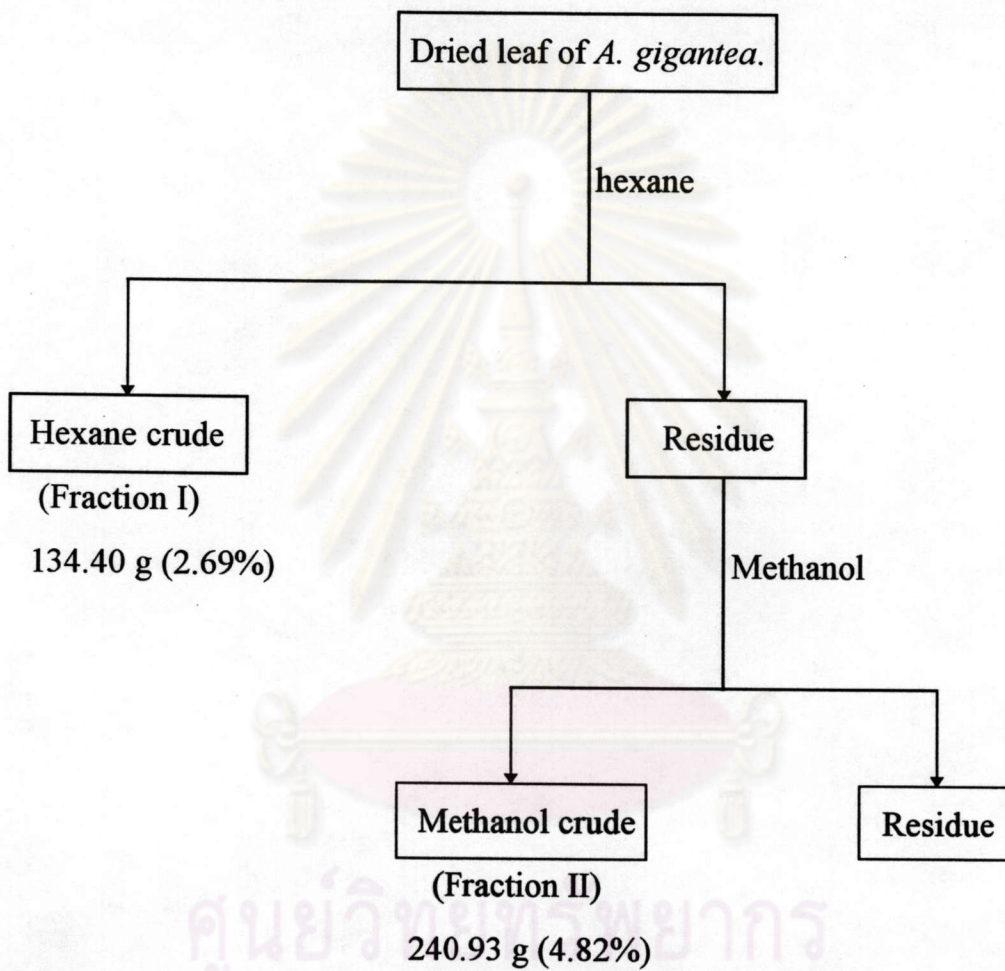 Dried leaf of A. gigantea.
hexane
Hexane crude
(Fraction I)
134.40 g (2.69%)
Residue
Methanol
Methanol crude
(Fraction II)
240.93 g (4.82%)
Residue
ศูนย์วิทยทรัพยากร